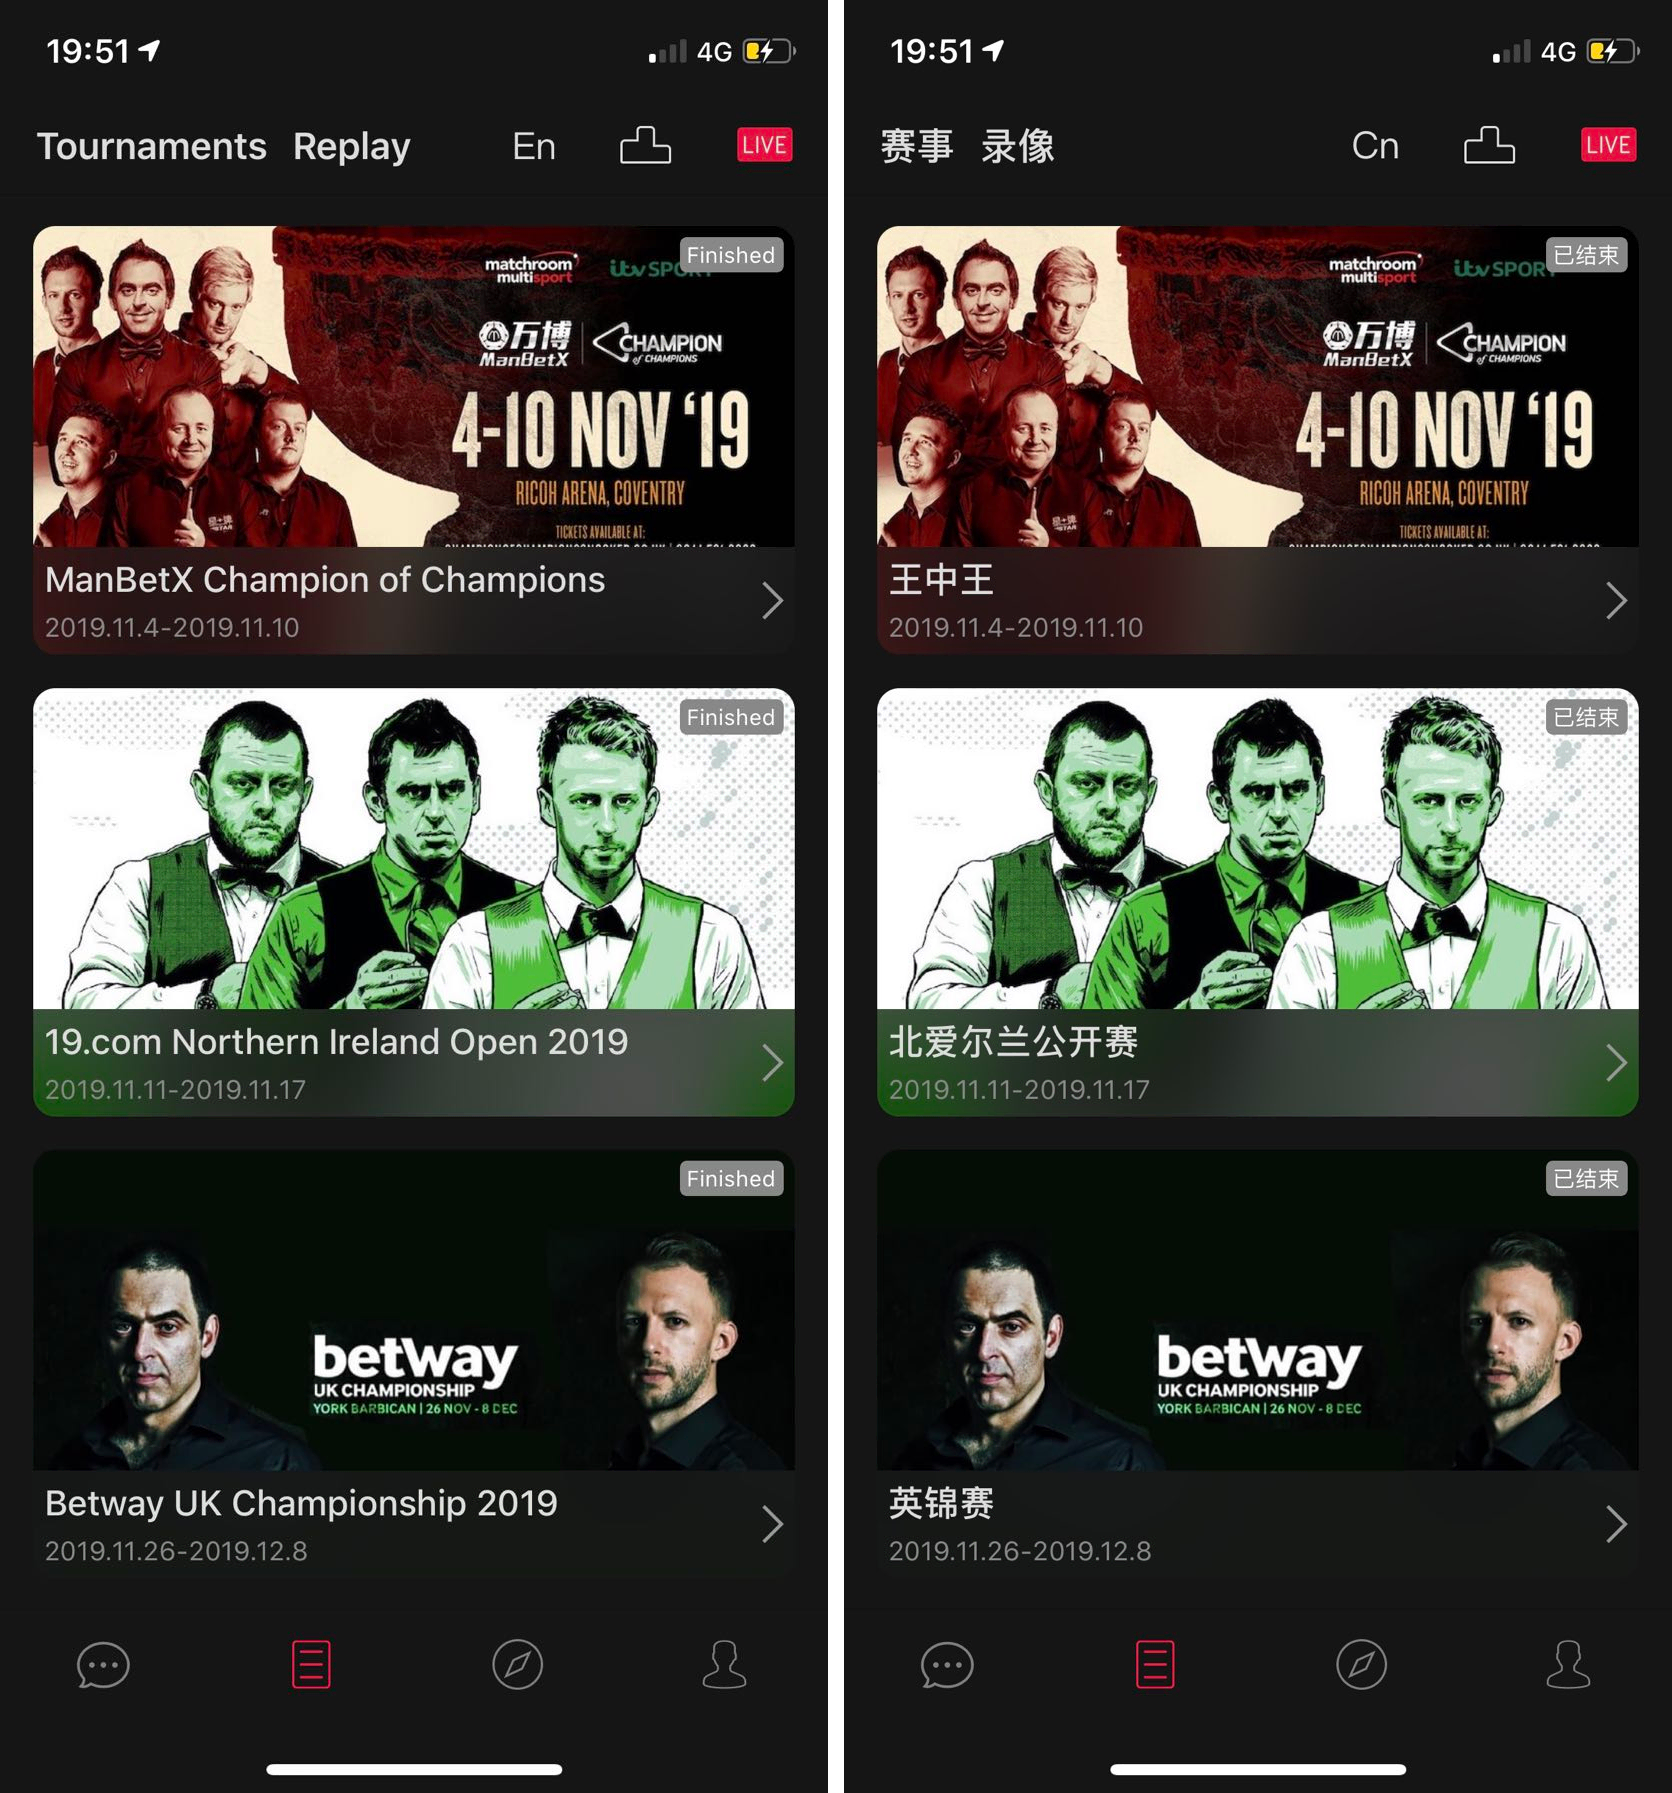 19:51
4G
Tournaments Replay En LIVE
Finished
matchroom
multisport
itv SPORT
万博
ManBetX
CHAMPION
of CHAMPIONS
4-10 NOV ‘19
RICOH ARENA, COVENTRY
TICKETS AVAILABLE AT:
ManBetX Champion of Champions
2019.11.4-2019.11.10
Finished
19.com Northern Ireland Open 2019
2019.11.11-2019.11.17
Finished
betway
UK CHAMPIONSHIP
YORK BARBICAN | 26 NOV - 8 DEC
Betway UK Championship 2019
2019.11.26-2019.12.8
19:51
4G
赛事 录像 Cn LIVE
已结束
matchroom
multisport
itv SPORT
万博
ManBetX
CHAMPION
of CHAMPIONS
4-10 NOV ‘19
RICOH ARENA, COVENTRY
TICKETS AVAILABLE AT:
王中王
2019.11.4-2019.11.10
已结束
北爱尔兰公开赛
2019.11.11-2019.11.17
已结束
betway
UK CHAMPIONSHIP
YORK BARBICAN | 26 NOV - 8 DEC
英锦赛
2019.11.26-2019.12.8